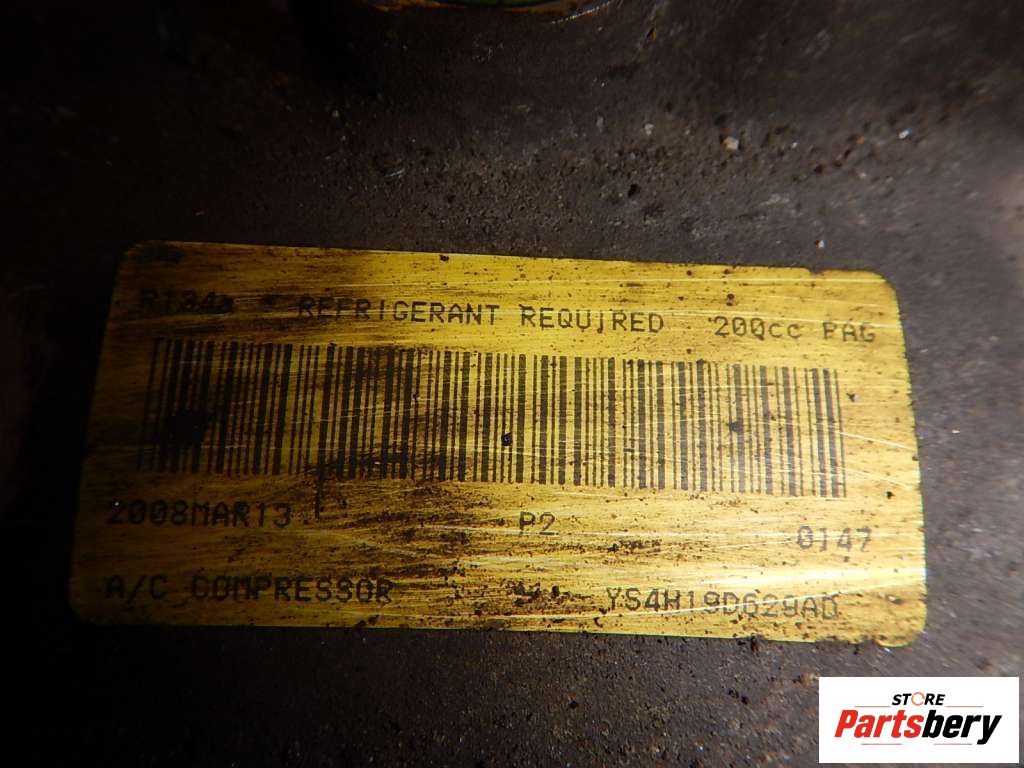 R134a * REFRIGERANT REQUIRED 200cc PAG
2008MAR13 P2 0147
A/C COMPRESSOR YS4H19D629AD
STORE
Partsbery